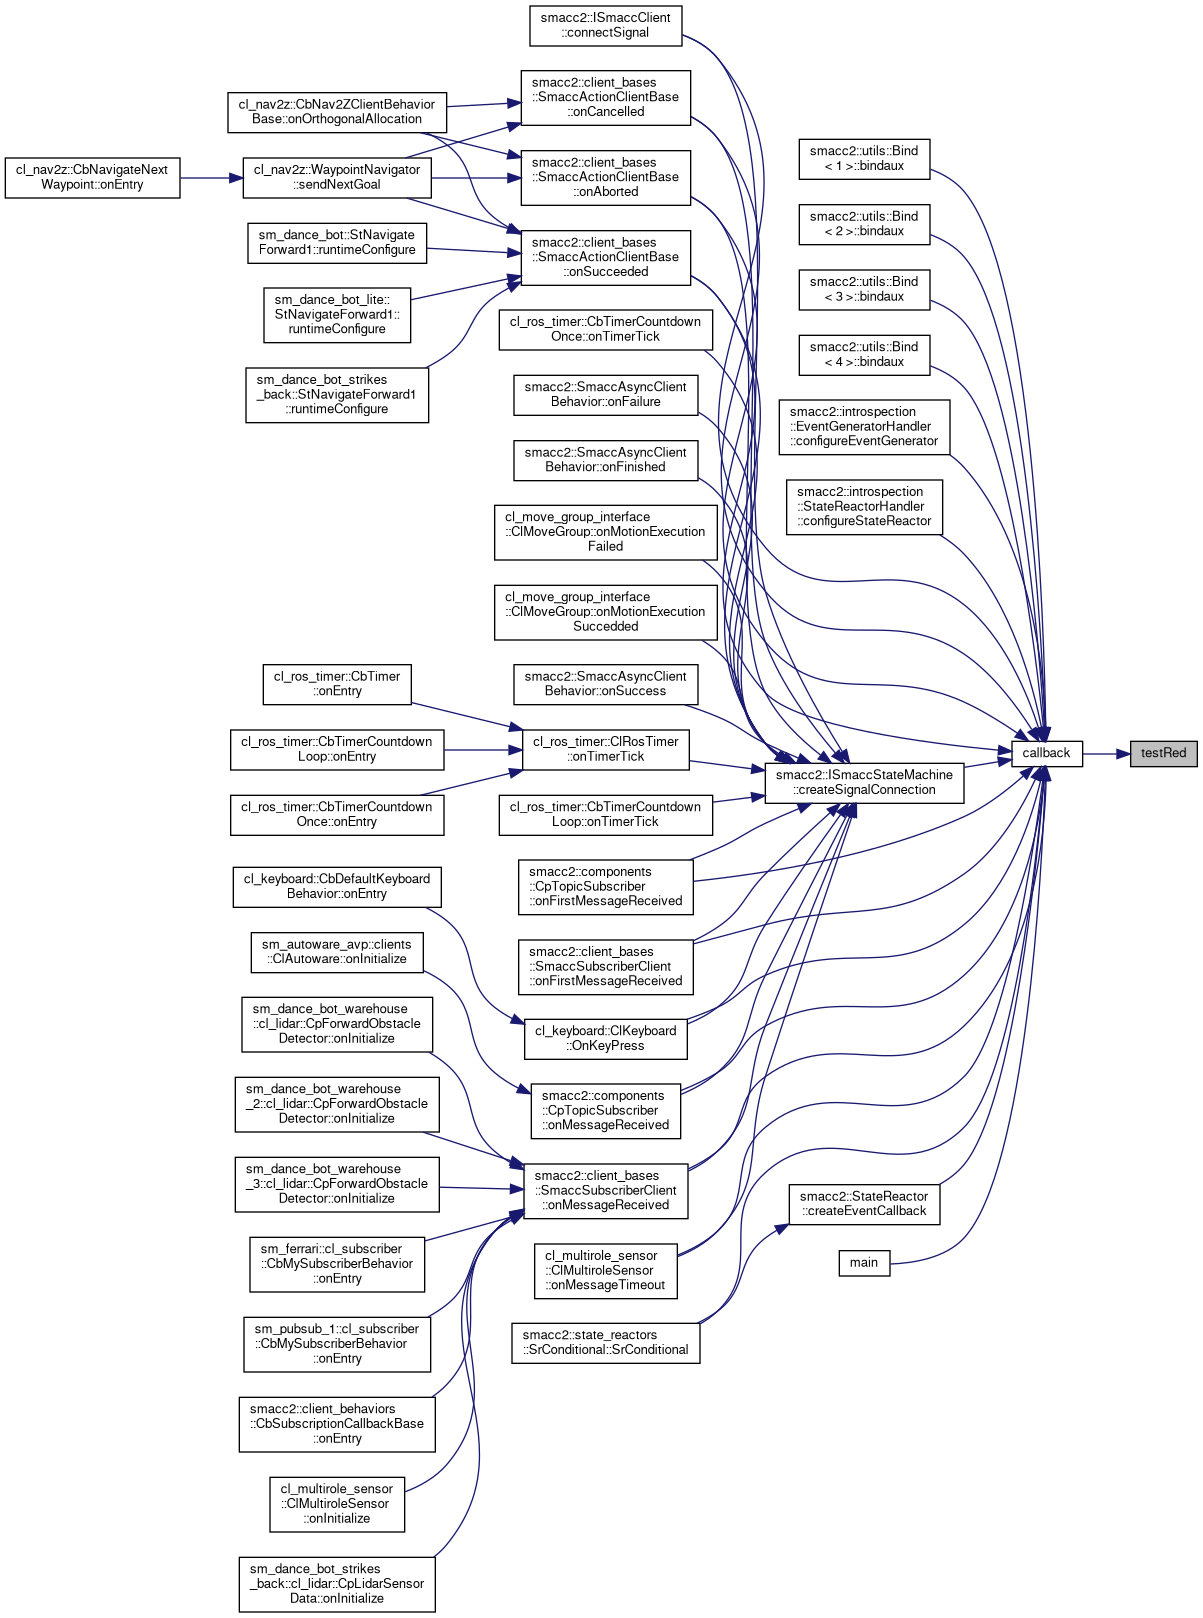 smacc2::ISmaccClient
::connectSignal
smacc2::client_bases
::SmaccActionClientBase
::onCancelled
cl_nav2z::CbNav2ZClientBehavior
Base::onOrthogonalAllocation
smacc2::utils::Bind
< 1 >::bindaux
smacc2::client_bases
::SmaccActionClientBase
::onAborted
cl_nav2z::CbNavigateNext
Waypoint::onEntry
cl_nav2z::WaypointNavigator
::sendNextGoal
smacc2::utils::Bind
< 2 >::bindaux
sm_dance_bot::StNavigate
Forward1::runtimeConfigure
smacc2::client_bases
::SmaccActionClientBase
::onSucceeded
smacc2::utils::Bind
< 3 >::bindaux
sm_dance_bot_lite::
StNavigateForward1::
runtimeConfigure
cl_ros_timer::CbTimerCountdown
Once::onTimerTick
smacc2::utils::Bind
< 4 >::bindaux
sm_dance_bot_strikes
_back::StNavigateForward1
::runtimeConfigure
smacc2::SmaccAsyncClient
Behavior::onFailure
smacc2::introspection
::EventGeneratorHandler
::configureEventGenerator
smacc2::SmaccAsyncClient
Behavior::onFinished
smacc2::introspection
::StateReactorHandler
::configureStateReactor
cl_move_group_interface
::ClMoveGroup::onMotionExecution
Failed
cl_move_group_interface
::ClMoveGroup::onMotionExecution
Succedded
cl_ros_timer::CbTimer
::onEntry
smacc2::SmaccAsyncClient
Behavior::onSuccess
cl_ros_timer::CbTimerCountdown
Loop::onEntry
cl_ros_timer::ClRosTimer
::onTimerTick
callback
testRed
smacc2::ISmaccStateMachine
::createSignalConnection
cl_ros_timer::CbTimerCountdown
Once::onEntry
cl_ros_timer::CbTimerCountdown
Loop::onTimerTick
cl_keyboard::CbDefaultKeyboard
Behavior::onEntry
smacc2::components
::CpTopicSubscriber
::onFirstMessageReceived
sm_autoware_avp::clients
::ClAutoware::onInitialize
smacc2::client_bases
::SmaccSubscriberClient
::onFirstMessageReceived
sm_dance_bot_warehouse
::cl_lidar::CpForwardObstacle
Detector::onInitialize
cl_keyboard::ClKeyboard
::OnKeyPress
sm_dance_bot_warehouse
_2::cl_lidar::CpForwardObstacle
Detector::onInitialize
smacc2::components
::CpTopicSubscriber
::onMessageReceived
sm_dance_bot_warehouse
_3::cl_lidar::CpForwardObstacle
Detector::onInitialize
smacc2::client_bases
::SmaccSubscriberClient
::onMessageReceived
smacc2::StateReactor
::createEventCallback
sm_ferrari::cl_subscriber
::CbMySubscriberBehavior
::onEntry
cl_multirole_sensor
::ClMultiroleSensor
::onMessageTimeout
main
sm_pubsub_1::cl_subscriber
::CbMySubscriberBehavior
::onEntry
smacc2::state_reactors
::SrConditional::SrConditional
smacc2::client_behaviors
::CbSubscriptionCallbackBase
::onEntry
cl_multirole_sensor
::ClMultiroleSensor
::onInitialize
sm_dance_bot_strikes
_back::cl_lidar::CpLidarSensor
Data::onInitialize